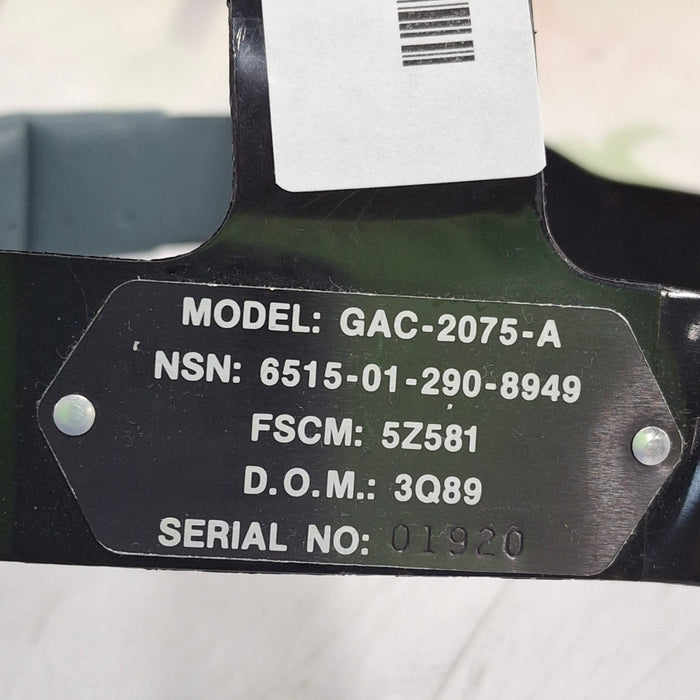 MODEL: GAC-2075-A
NSN: 6515-01-290-8949
FSCM: 5Z581
D.O.M.: 3Q89
SERIAL NO: 01920